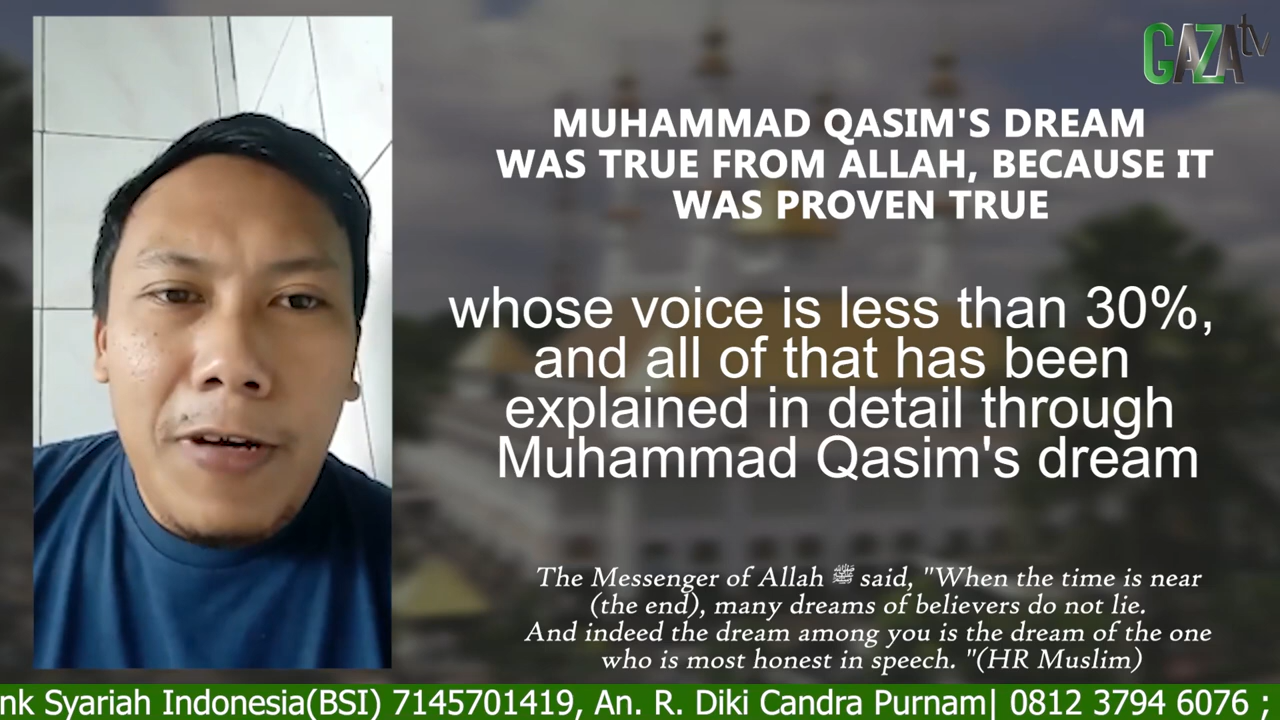 GAZAtv
MUHAMMAD QASIM'S DREAM
WAS TRUE FROM ALLAH, BECAUSE IT
WAS PROVEN TRUE
whose voice is less than 30%,
and all of that has been
explained in detail through
Muhammad Qasim's dream
The Messenger of Allah ﷺ said, "When the time is near
(the end), many dreams of believers do not lie.
And indeed the dream among you is the dream of the one
who is most honest in speech. "(HR Muslim)
nk Syariah Indonesia(BSI) 7145701419, An. R. Diki Candra Purnam| 0812 3794 6076 ;